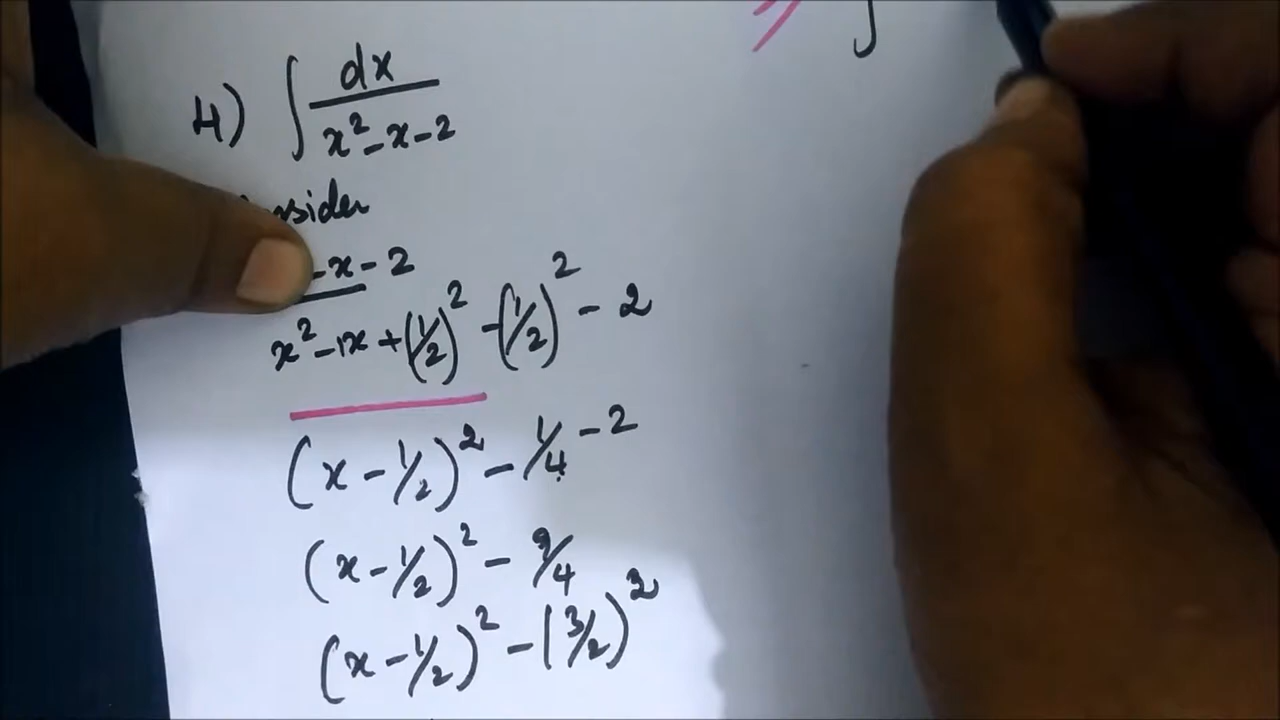 4) ∫ dx / x² - x - 2
- x - 2
x² - 1x + (1/2)² - (1/2)² - 2
(x - 1/2)² - 1/4 - 2
(x - 1/2)² - 9/4
(x - 1/2)² - (3/2)²
∫